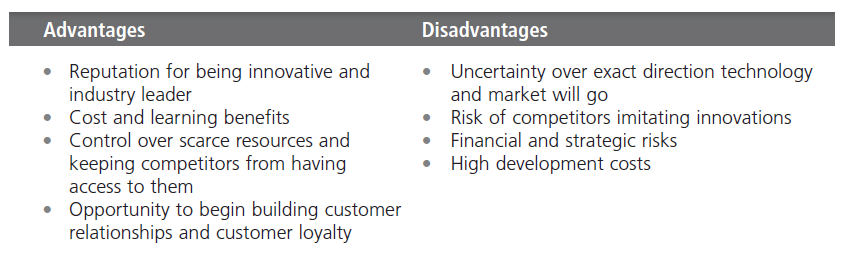 Advantages
Disadvantages
• Reputation for being innovative and
industry leader
• Cost and learning benefits
• Control over scarce resources and
keeping competitors from having
access to them
• Opportunity to begin building customer
relationships and customer loyalty
• Uncertainty over exact direction technology
and market will go
• Risk of competitors imitating innovations
• Financial and strategic risks
• High development costs